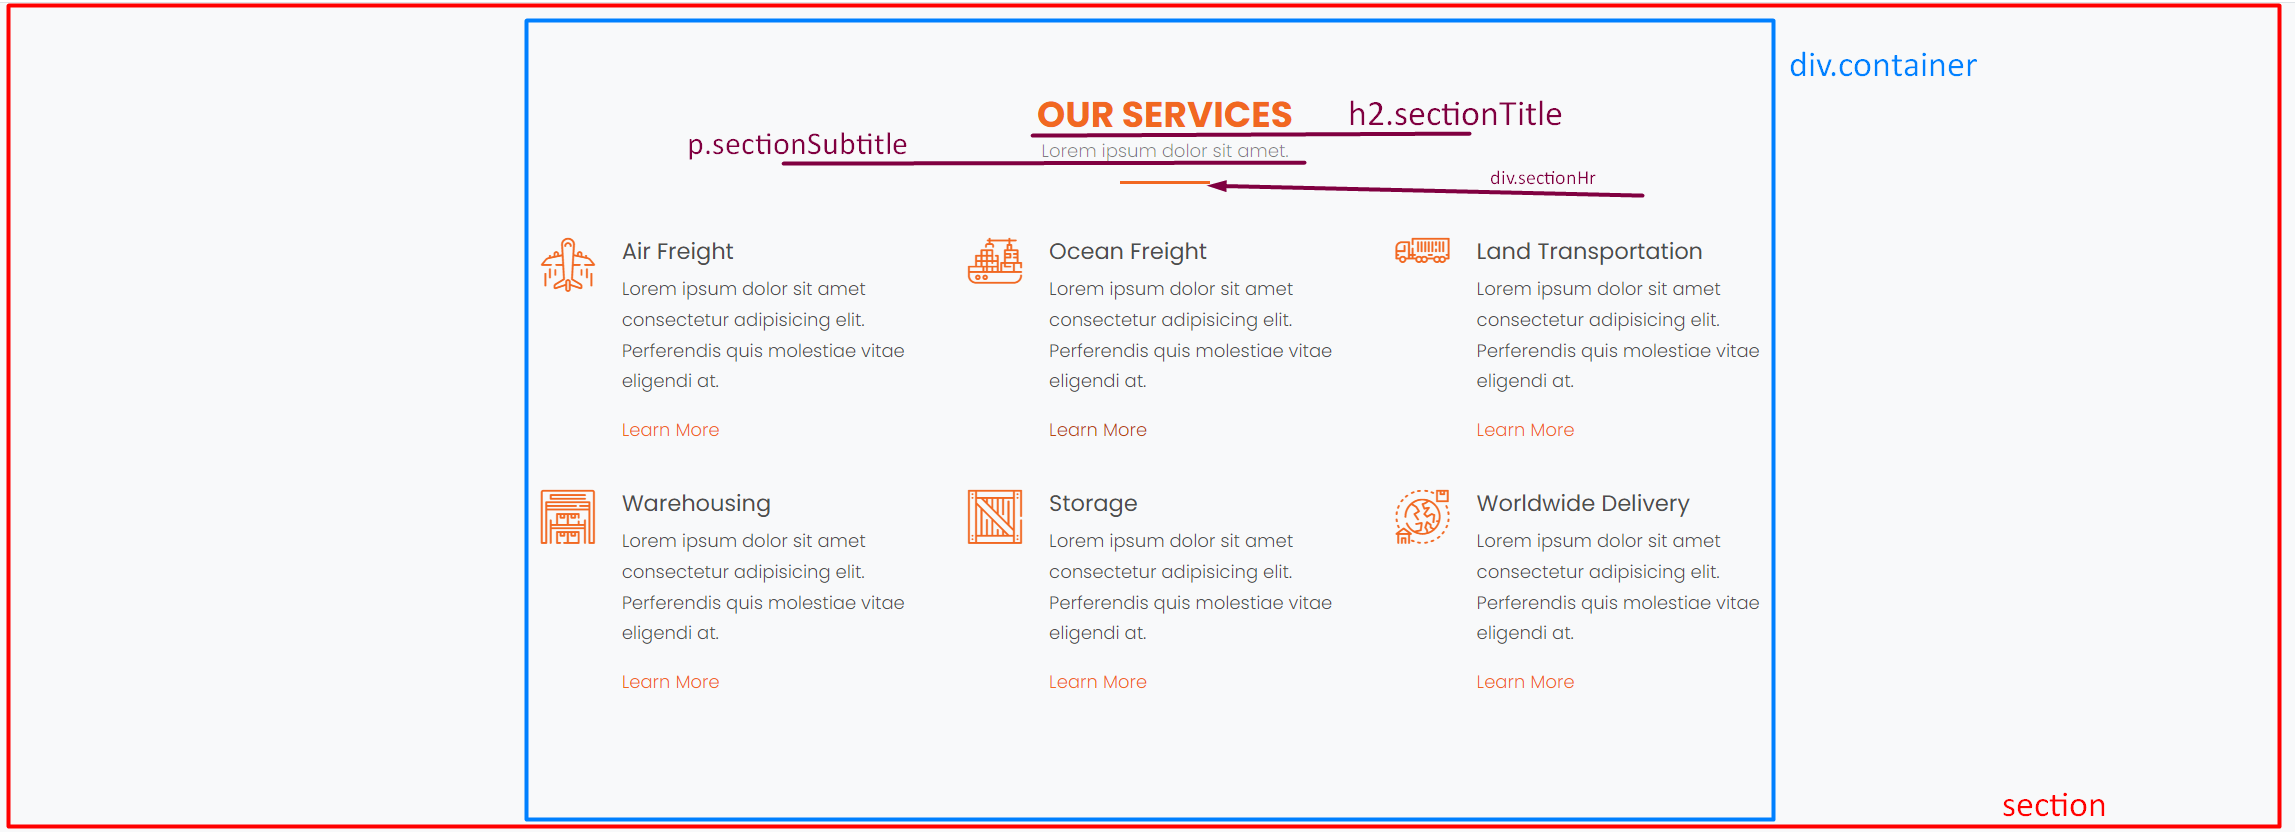 div.container
OUR SERVICES
h2.sectionTitle
p.sectionSubtitle
Lorem ipsum dolor sit amet.
div.sectionHr
Air Freight
Lorem ipsum dolor sit amet
consectetur adipisicing elit.
Perferendis quis molestiae vitae
eligendi at.
Learn More
Ocean Freight
Lorem ipsum dolor sit amet
consectetur adipisicing elit.
Perferendis quis molestiae vitae
eligendi at.
Learn More
Land Transportation
Lorem ipsum dolor sit amet
consectetur adipisicing elit.
Perferendis quis molestiae vitae
eligendi at.
Learn More
Warehousing
Lorem ipsum dolor sit amet
consectetur adipisicing elit.
Perferendis quis molestiae vitae
eligendi at.
Learn More
Storage
Lorem ipsum dolor sit amet
consectetur adipisicing elit.
Perferendis quis molestiae vitae
eligendi at.
Learn More
Worldwide Delivery
Lorem ipsum dolor sit amet
consectetur adipisicing elit.
Perferendis quis molestiae vitae
eligendi at.
Learn More
section